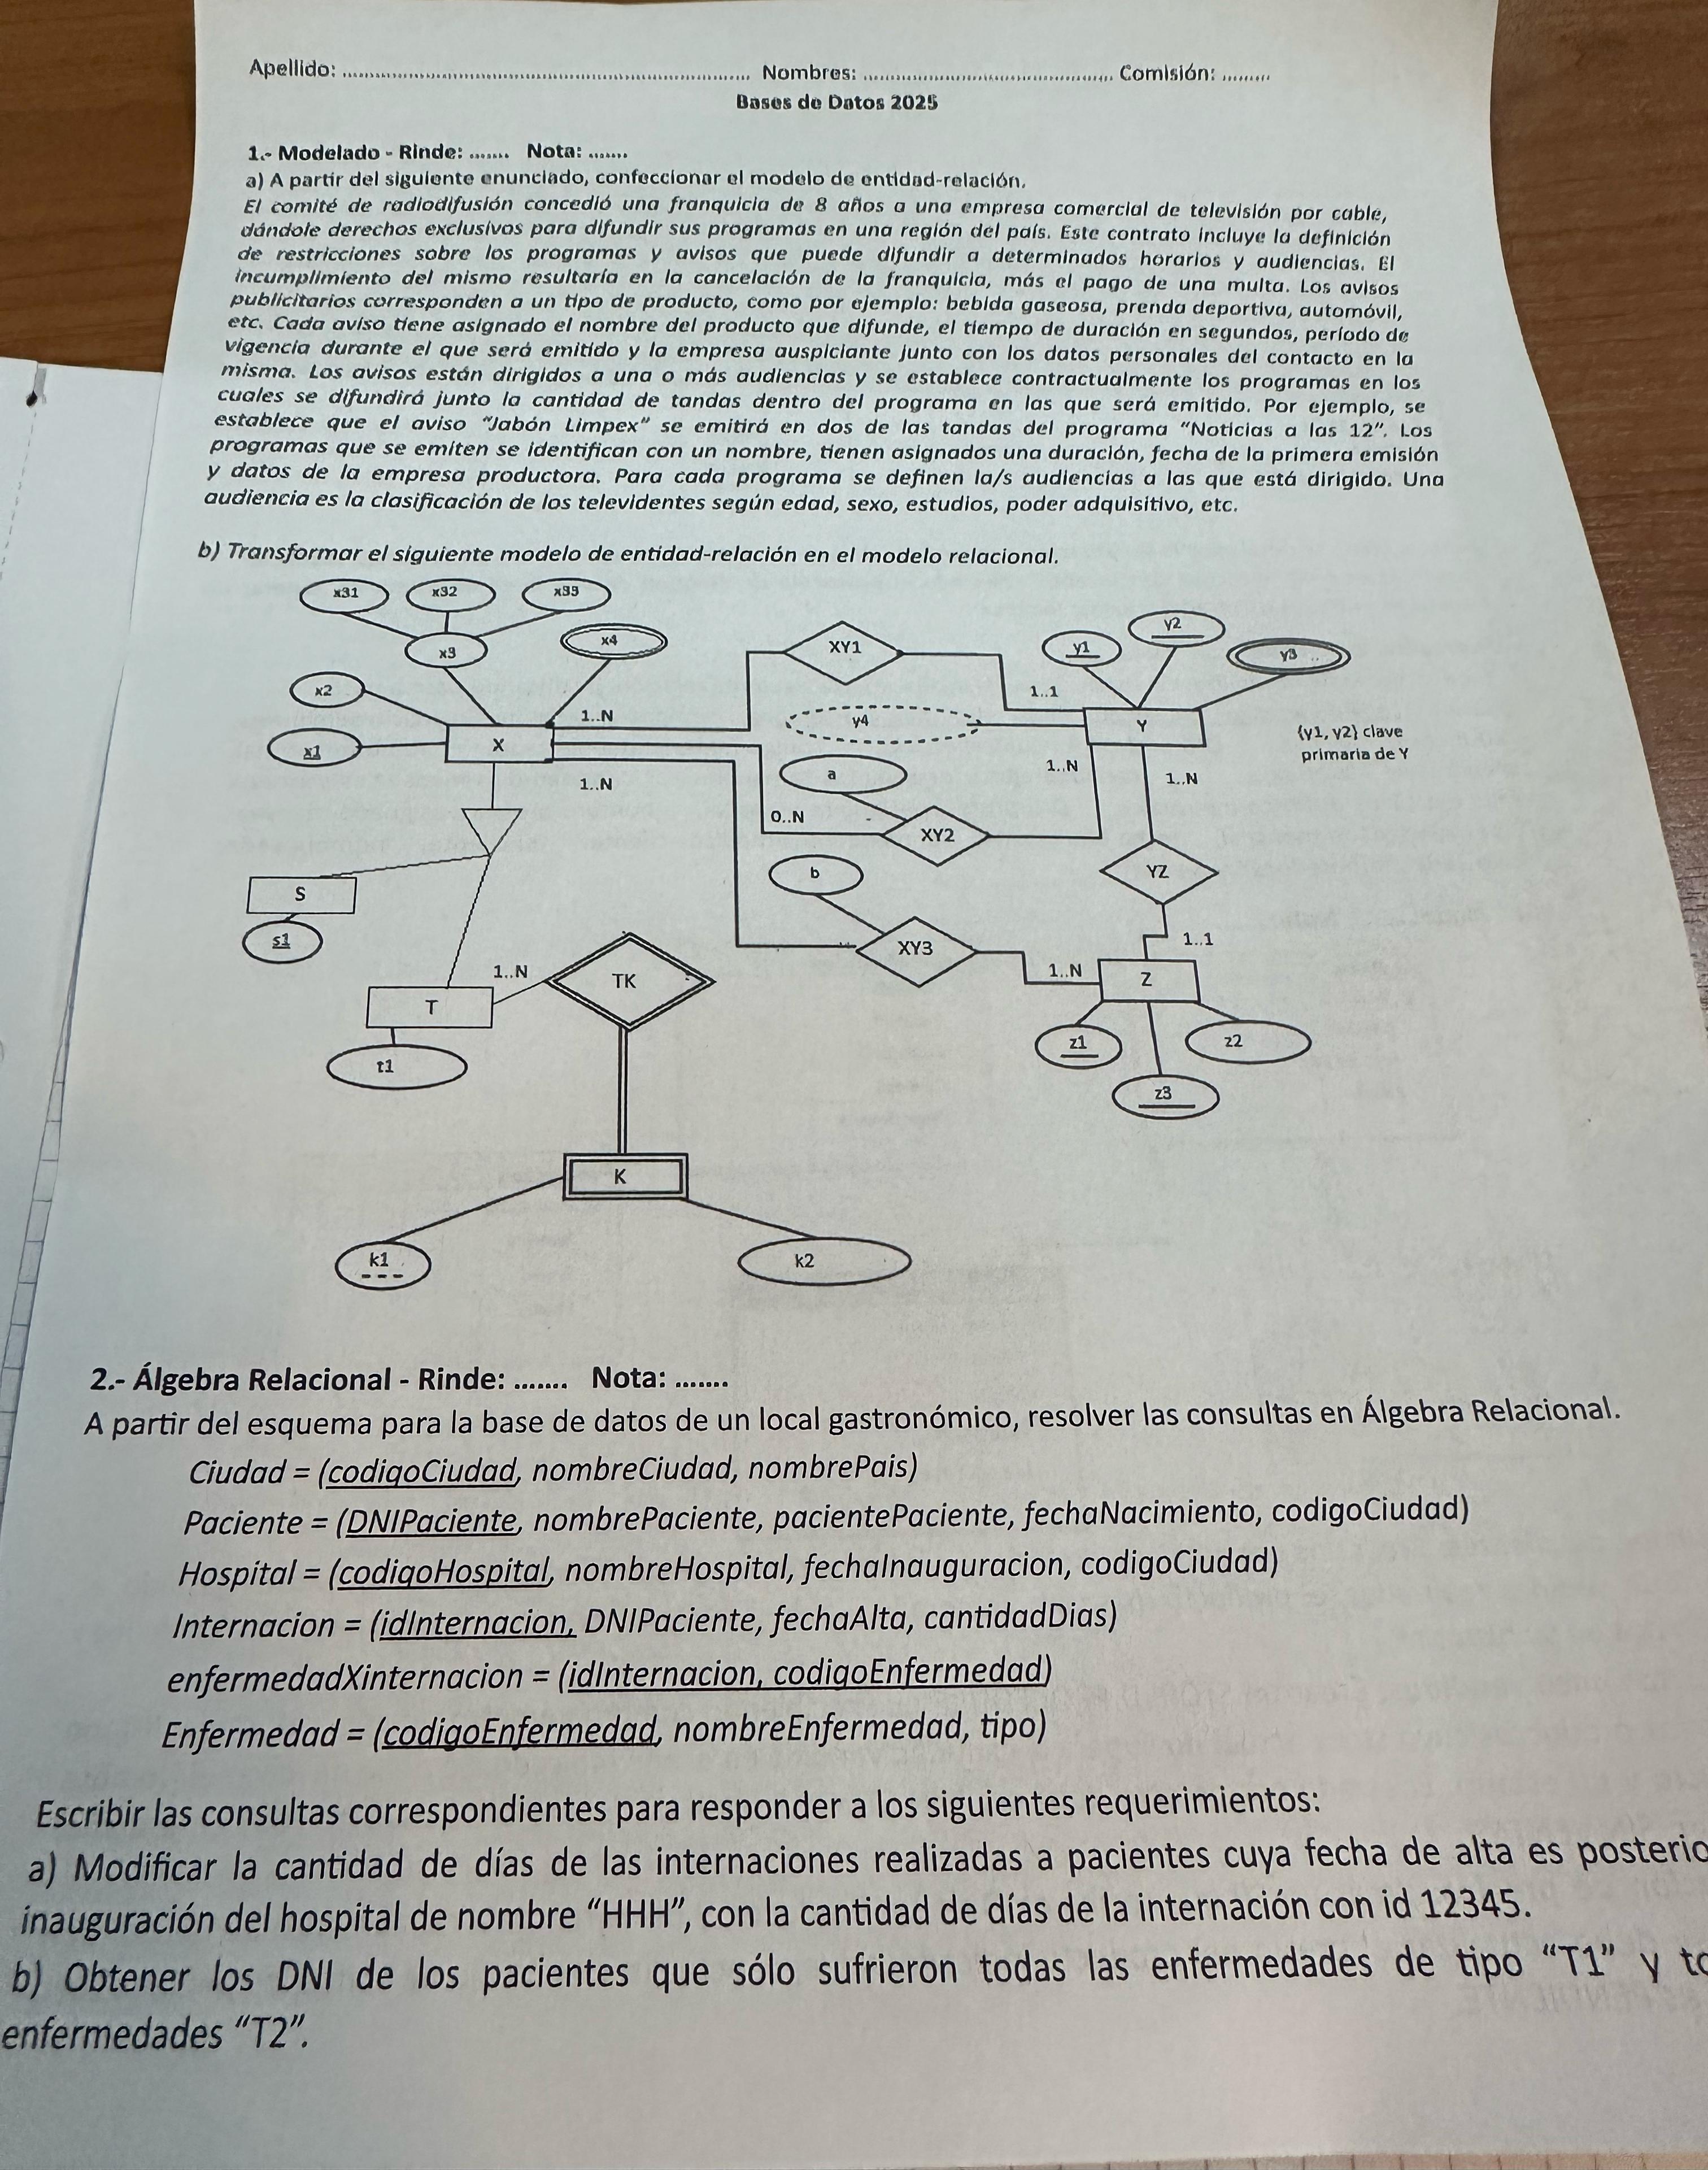 Apellido: ........................................ Nombres: ........................................ Comisión: .........
Bases de Datos 2025
1.- Modelado - Rinde: ....... Nota: .......
a) A partir del siguiente enunciado, confeccionar el modelo de entidad-relación.
El comité de radiodifusión concedió una franquicia de 8 años a una empresa comercial de televisión por cable,
dándole derechos exclusivos para difundir sus programas en una región del país. Este contrato incluye la definición
de restricciones sobre los programas y avisos que puede difundir a determinados horarios y audiencias. El
incumplimiento del mismo resultaría en la cancelación de la franquicia, más el pago de una multa. Los avisos
publicitarios corresponden a un tipo de producto, como por ejemplo: bebida gaseosa, prenda deportiva, automóvil,
etc. Cada aviso tiene asignado el nombre del producto que difunde, el tiempo de duración en segundos, período de
vigencia durante el que será emitido y la empresa auspiciante junto con los datos personales del contacto en la
misma. Los avisos están dirigidos a una o más audiencias y se establece contractualmente los programas en los
cuales se difundirá junto la cantidad de tandas dentro del programa en las que será emitido. Por ejemplo, se
establece que el aviso "Jabón Limpex" se emitirá en dos de las tandas del programa "Noticias a las 12". Los
programas que se emiten se identifican con un nombre, tienen asignados una duración, fecha de la primera emisión
y datos de la empresa productora. Para cada programa se definen la/s audiencias a las que está dirigido. Una
audiencia es la clasificación de los televidentes según edad, sexo, estudios, poder adquisitivo, etc.
b) Transformar el siguiente modelo de entidad-relación en el modelo relacional.
x31
x32
x33
x3
x4
XY1
y1
y2
y3
x2
1..N
1..1
y4
x1
X
Y
{y1, y2} clave
primaria de Y
1..N
a
1..N
1..N
0..N
XY2
S
b
YZ
s1
XY3
1..1
1..N
TK
1..N
Z
T
t1
z1
z2
z3
K
k1
k2
2.- Álgebra Relacional - Rinde: ....... Nota: .......
A partir del esquema para la base de datos de un local gastronómico, resolver las consultas en Álgebra Relacional.
Ciudad = (codigoCiudad, nombreCiudad, nombrePais)
Paciente = (DNIPaciente, nombrePaciente, pacientePaciente, fechaNacimiento, codigoCiudad)
Hospital = (codigoHospital, nombreHospital, fechaInauguracion, codigoCiudad)
Internacion = (idInternacion, DNIPaciente, fechaAlta, cantidadDias)
enfermedadXinternacion = (idInternacion, codigoEnfermedad)
Enfermedad = (codigoEnfermedad, nombreEnfermedad, tipo)
Escribir las consultas correspondientes para responder a los siguientes requerimientos:
a) Modificar la cantidad de días de las internaciones realizadas a pacientes cuya fecha de alta es posterio
inauguración del hospital de nombre "HHH", con la cantidad de días de la internación con id 12345.
b) Obtener los DNI de los pacientes que sólo sufrieron todas las enfermedades de tipo "T1" y to
enfermedades "T2".